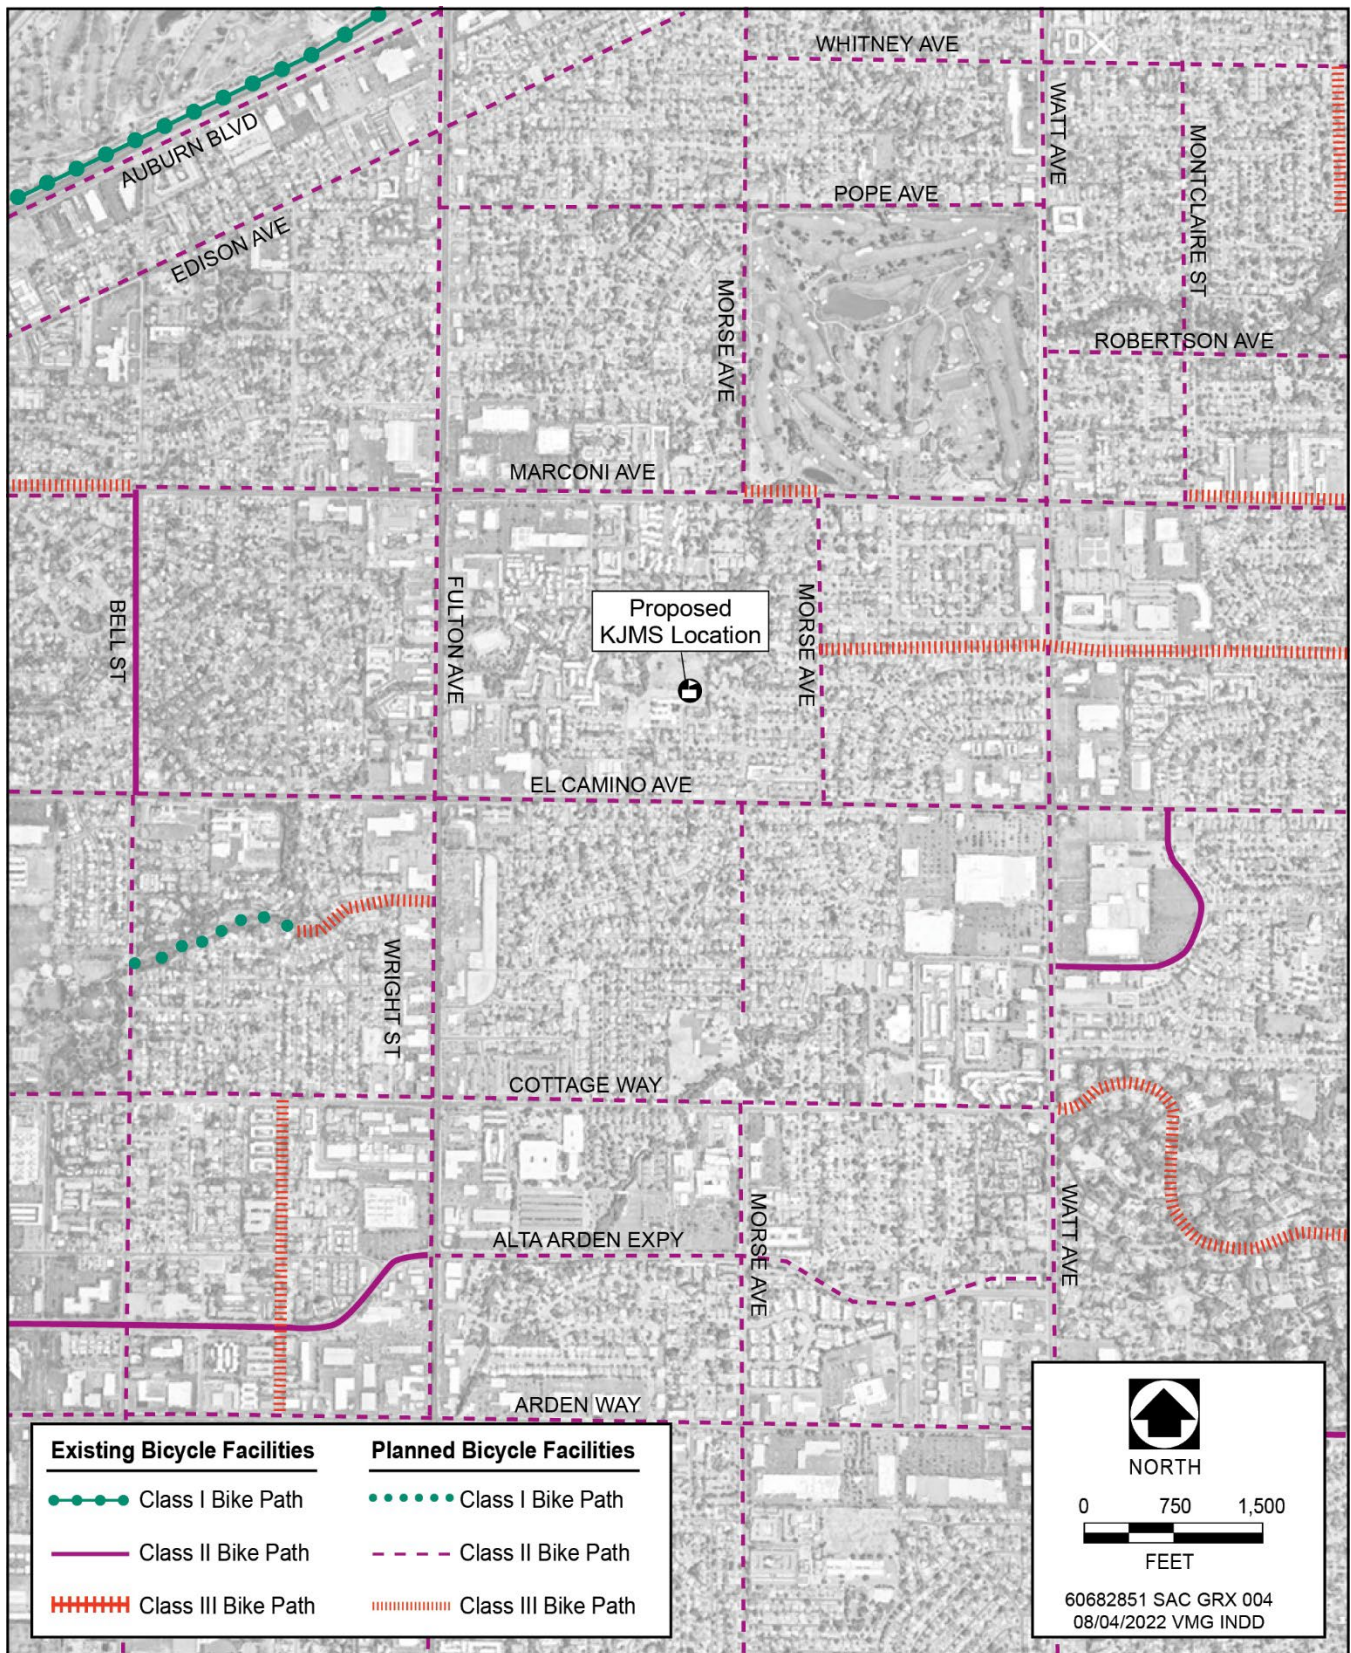 WHITNEY AVE
WATT AVE
MONTCLAIRE ST
AUBURN BLVD
POPE AVE
EDISON AVE
MORSE AVE
ROBERTSON AVE
MARCONI AVE
BELL ST
FULTON AVE
Proposed
KJMS Location
MORSE AVE
EL CAMINO AVE
WRIGHT ST
COTTAGE WAY
ALTA ARDEN EXPY
MORSE AVE
WATT AVE
ARDEN WAY
Existing Bicycle Facilities
Class I Bike Path
Class II Bike Path
Class III Bike Path
Planned Bicycle Facilities
Class I Bike Path
Class II Bike Path
Class III Bike Path
NORTH
0 750 1,500
FEET
60682851 SAC GRX 004
08/04/2022 VMG INDD